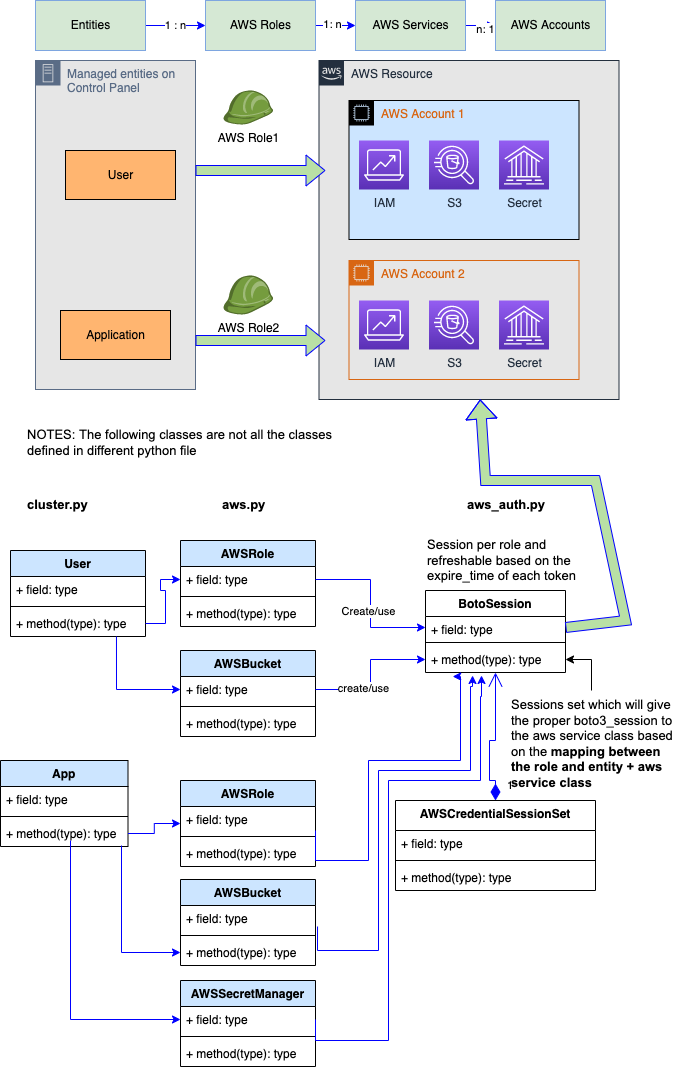 Entities
1 : n
AWS Roles
1: n
AWS Services
n: 1
AWS Accounts
Managed entities on
Control Panel
aws
AWS Resource
AWS Account 1
AWS Role1
User
IAM
S3
Secret
AWS Account 2
AWS Role2
Application
IAM
S3
Secret
NOTES: The following classes are not all the classes
defined in different python file
cluster.py
aws.py
aws_auth.py
Session per role and
refreshable based on the
expire_time of each token
User
+ field: type
+ method(type): type
AWSRole
+ field: type
+ method(type): type
Create/use
BotoSession
+ field: type
+ method(type): type
AWSBucket
+ field: type
+ method(type): type
create/use
Sessions set which will give
the proper boto3_session to
the aws service class based
on the mapping between
the role and entity + aws
service class
1
App
+ field: type
+ method(type): type
AWSRole
+ field: type
+ method(type): type
AWSCredentialSessionSet
+ field: type
+ method(type): type
AWSBucket
+ field: type
+ method(type): type
AWSSecretManager
+ field: type
+ method(type): type